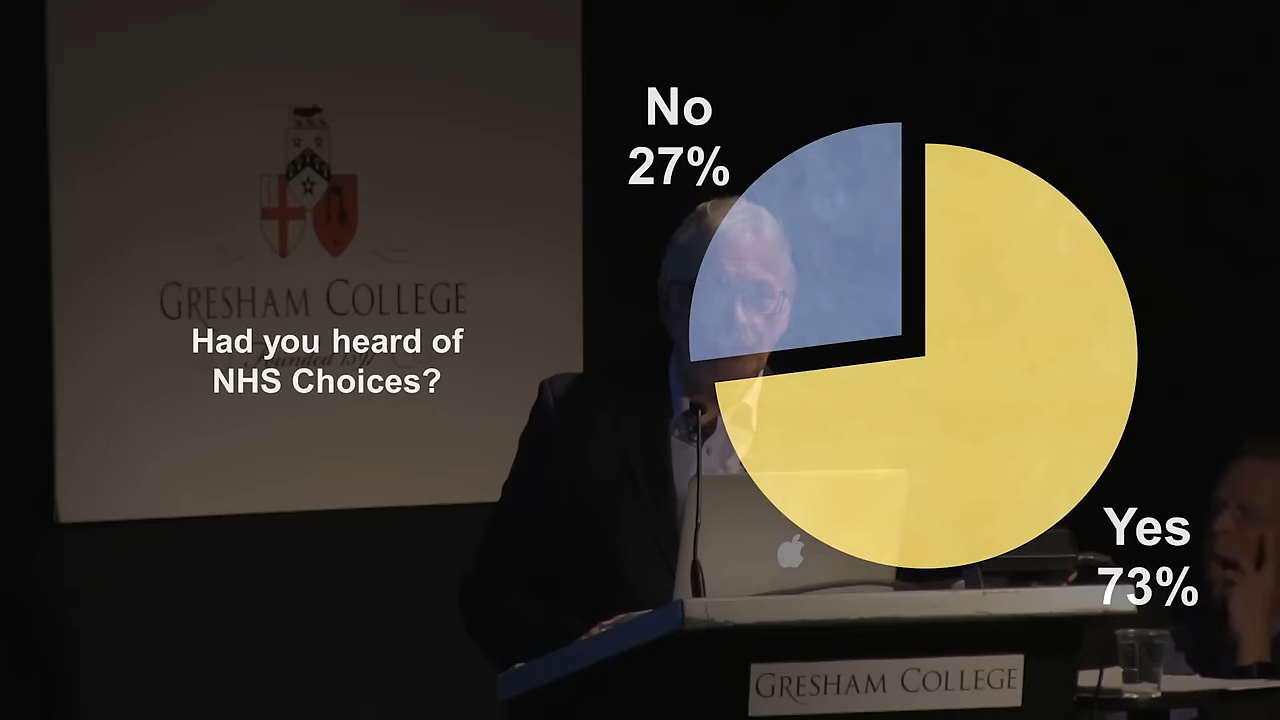 GRESHAM COLLEGE
Had you heard of
NHS Choices?
No
27%
Yes
73%
GRESHAM COLLEGE